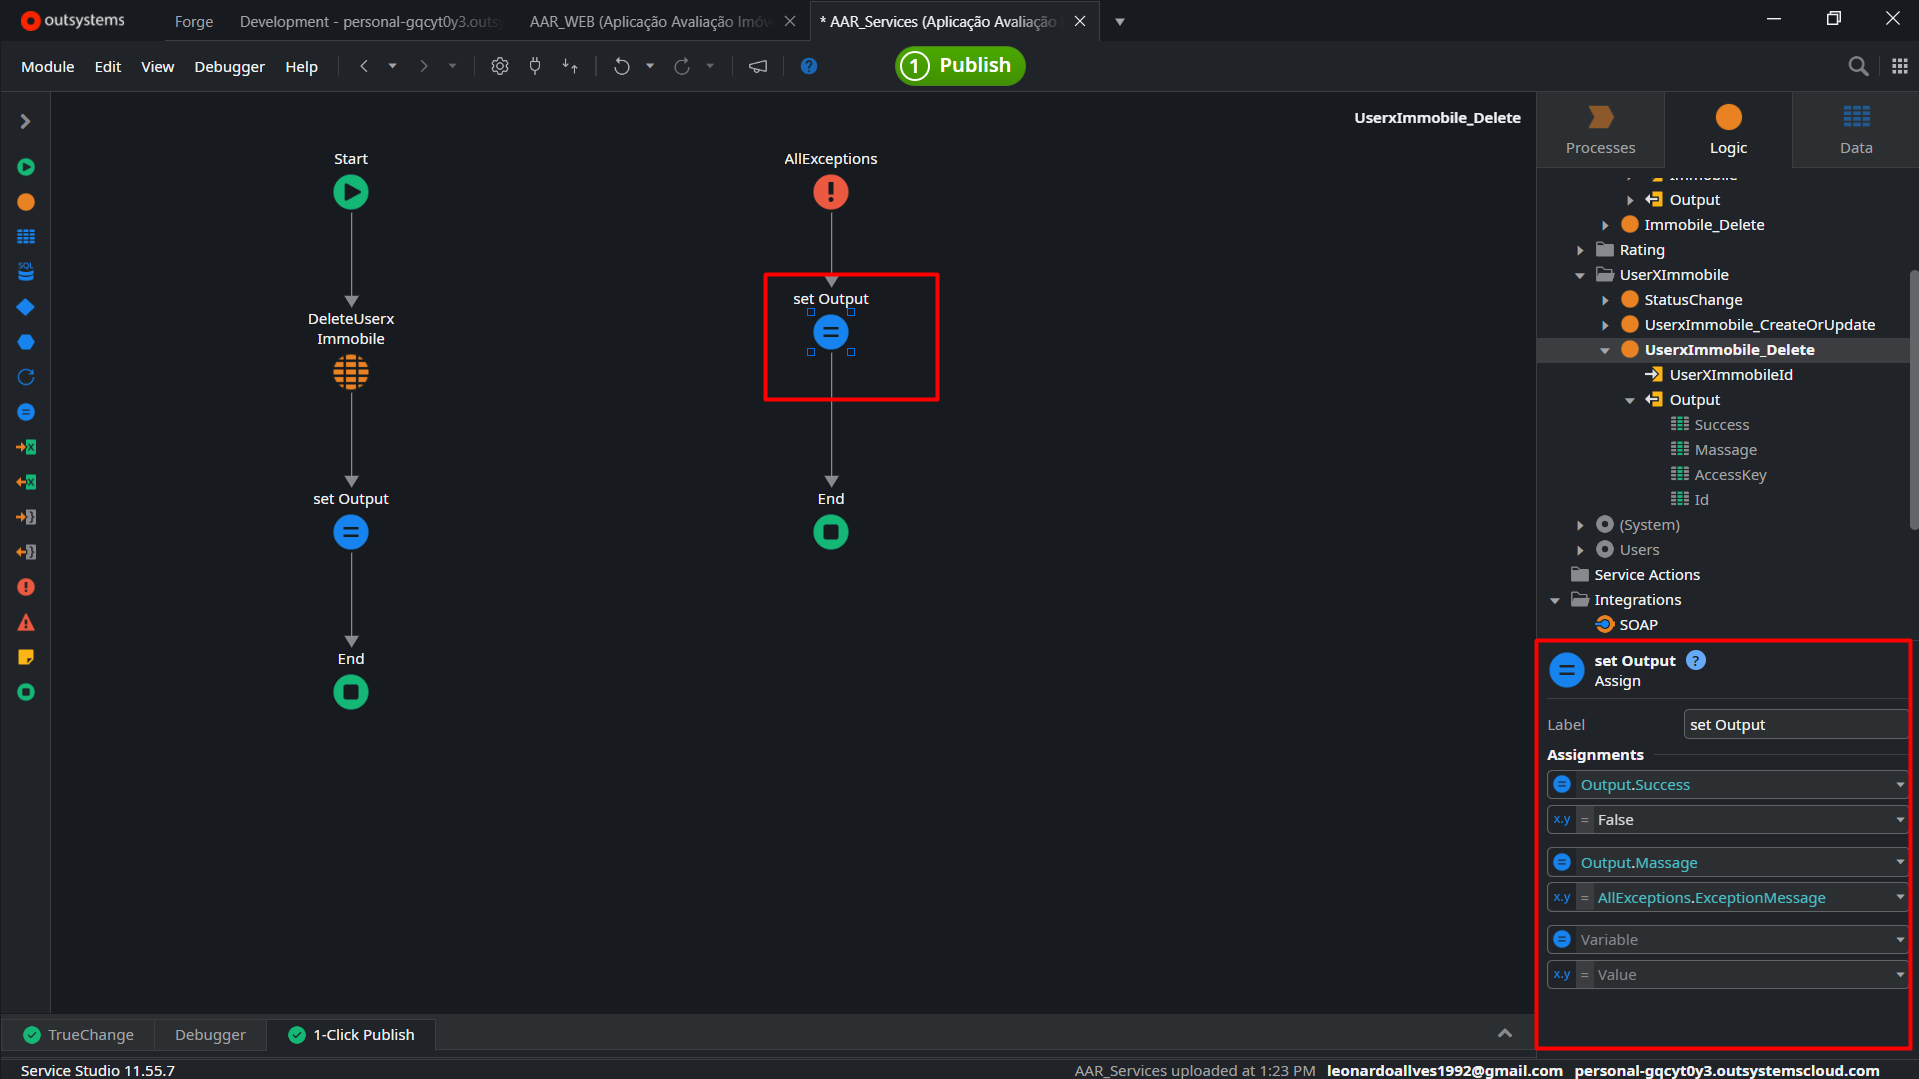 outsystems
Forge
Development - personal-gqcyt0y3.outs
AAR_WEB (Aplicação Avaliação Imóv
* AAR_Services (Aplicação Avaliação
Module
Edit
View
Debugger
Help
1
Publish
UserxImmobile_Delete
Processes
Logic
Data
Start
DeleteUserx
Immobile
set Output
End
AllExceptions
set Output
End
SQL
Immobile
Output
Immobile_Delete
Rating
UserXImmobile
StatusChange
UserxImmobile_CreateOrUpdate
UserxImmobile_Delete
UserXImmobileId
Output
Success
Massage
AccessKey
Id
(System)
Users
Service Actions
Integrations
SOAP
set Output ?
Assign
Label
set Output
Assignments
Output.Success
x.y = False
Output.Massage
x.y = AllExceptions.ExceptionMessage
Variable
x.y = Value
TrueChange
Debugger
1-Click Publish
Service Studio 11.55.7
AAR_Services uploaded at 1:23 PM
leonardoallves1992@gmail.com
personal-gqcyt0y3.outsystemscloud.com